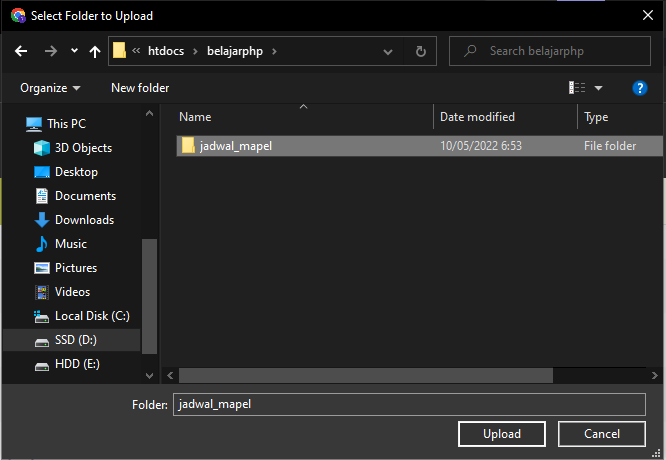 Select Folder to Upload
htdocs
belajarphp
Search belajarphp
Organize
New folder
Name
Date modified
Type
This PC
3D Objects
Desktop
Documents
Downloads
Music
Pictures
Videos
Local Disk (C:)
SSD (D:)
HDD (E:)
jadwal_mapel
10/05/2022 6:53
File folder
Folder:
jadwal_mapel
Upload
Cancel